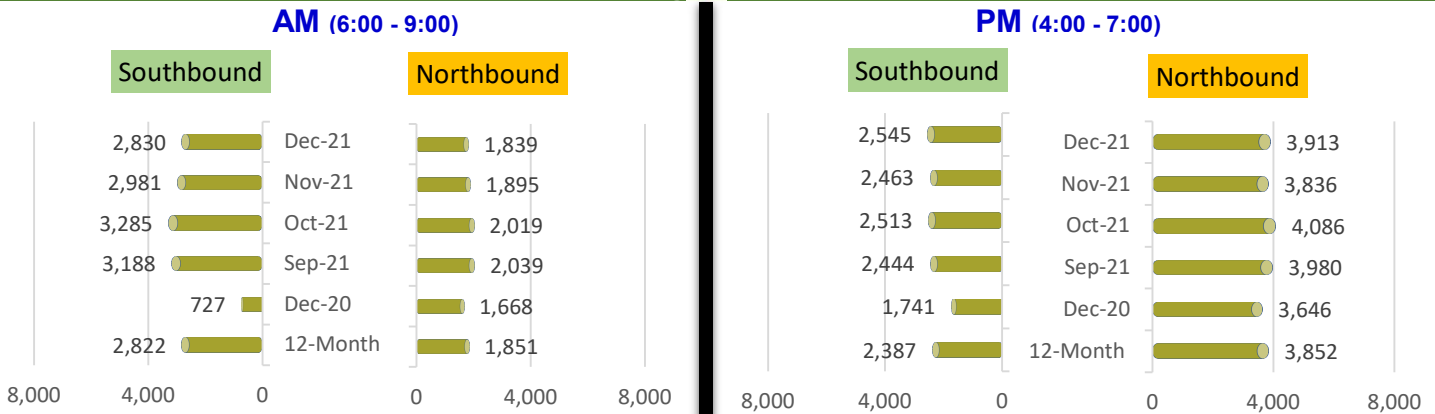 AM (6:00 - 9:00)
Southbound Northbound
2,830 Dec-21 1,839
2,981 Nov-21 1,895
3,285 Oct-21 2,019
3,188 Sep-21 2,039
727 Dec-20 1,668
2,822 12-Month 1,851
8,000 4,000 0 0 4,000 8,000
PM (4:00 - 7:00)
Southbound Northbound
2,545 Dec-21 3,913
2,463 Nov-21 3,836
2,513 Oct-21 4,086
2,444 Sep-21 3,980
1,741 Dec-20 3,646
2,387 12-Month 3,852
8,000 4,000 0 0 4,000 8,000